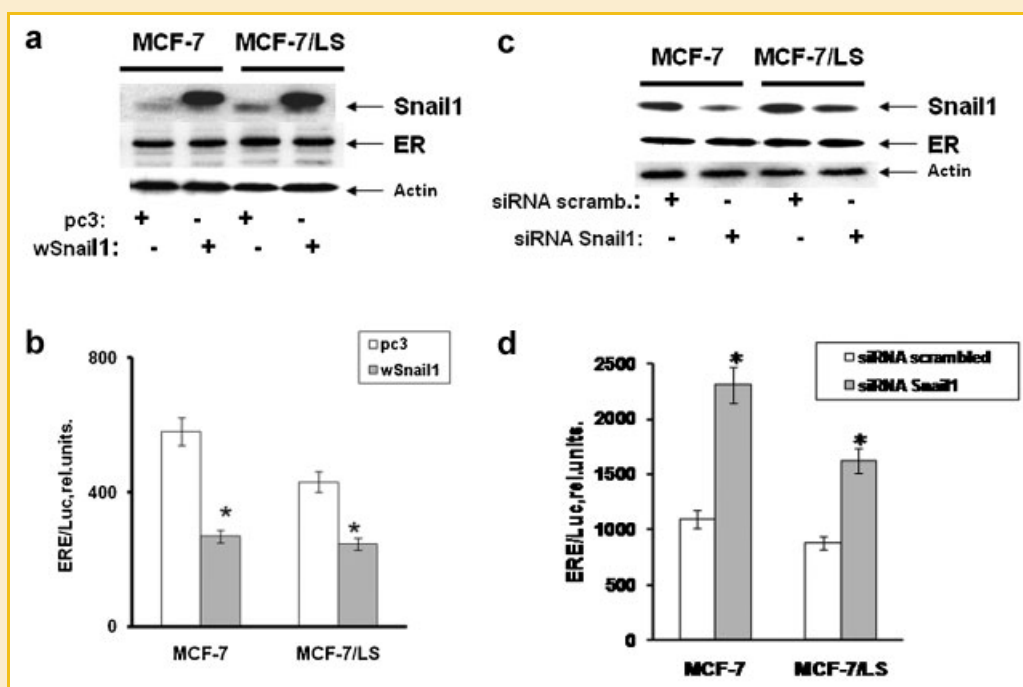 a
MCF-7 MCF-7/LS
Snail1
ER
Actin
pc3: + - + -
wSnail1: - + - +
c
MCF-7 MCF-7/LS
Snail1
ER
Actin
siRNA scramb.: + - + -
siRNA Snail1: - + - +
b
pc3
wSnail1
800
400
0
ERE/Luc,rel.units.
* *
MCF-7 MCF-7/LS
d
siRNA scrambled
siRNA Snail1
2500
2000
1500
1000
500
0
ERE/Luc,rel.units.
* *
MCF-7 MCF-7/LS